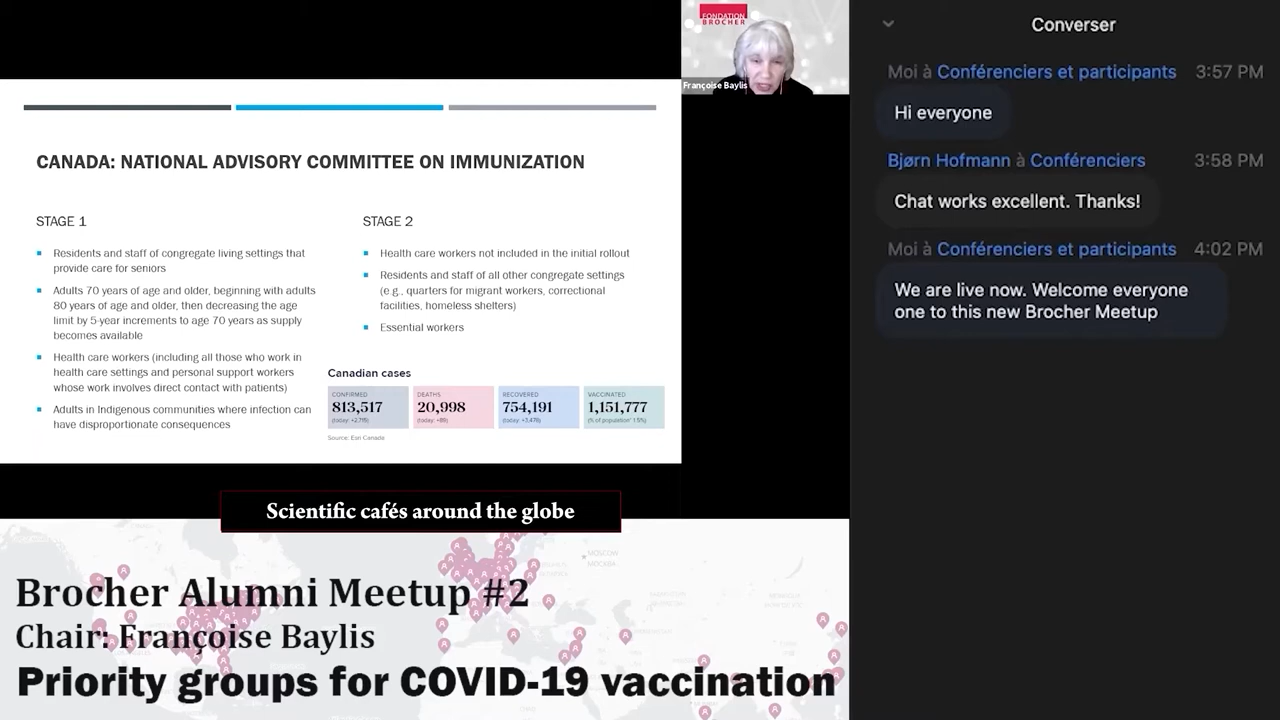 CANADA: NATIONAL ADVISORY COMMITTEE ON IMMUNIZATION
STAGE 1
Residents and staff of congregate living settings that
provide care for seniors
Adults 70 years of age and older, beginning with adults
80 years of age and older, then decreasing the age
limit by 5-year increments to age 70 years as supply
becomes available
Health care workers (including all those who work in
health care settings and personal support workers
whose work involves direct contact with patients)
Adults in Indigenous communities where infection can
have disproportionate consequences
STAGE 2
Health care workers not included in the initial rollout
Residents and staff of all other congregate settings
(e.g., quarters for migrant workers, correctional
facilities, homeless shelters)
Essential workers
Canadian cases
CONFIRMED
813,517
DEATHS
20,998
RECOVERED
754,191
(today: +3,478)
VACCINATED
1,151,777
Source: Esri Canada
FONDATION
BROCHER
Françoise Baylis
Scientific cafés around the globe
MOSCOW
Brocher Alumni Meetup #2
Chair: Françoise Baylis
Priority groups for COVID-19 vaccination
Converser
Moi à Conférenciers et participants 3:57 PM
Hi everyone
Bjørn Hofmann à Conférenciers 3:58 PM
Chat works excellent. Thanks!
Moi à Conférenciers et participants 4:02 PM
We are live now. Welcome everyone
one to this new Brocher Meetup